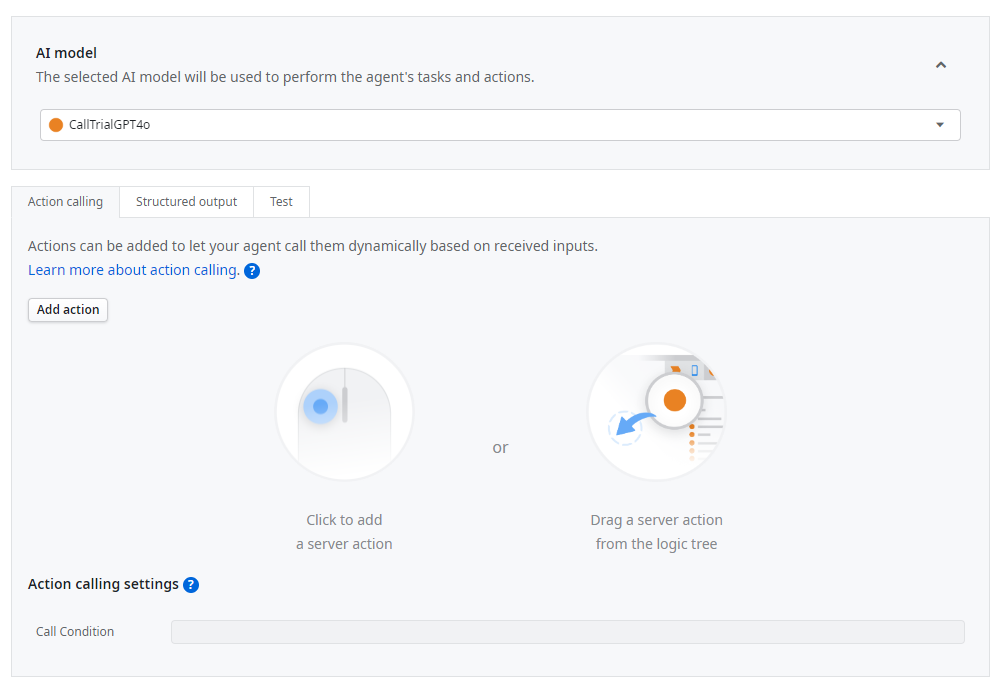 AI model
The selected AI model will be used to perform the agent's tasks and actions.
CallTrialGPT4o
Action calling
Structured output
Test
Actions can be added to let your agent call them dynamically based on received inputs.
Learn more about action calling. ?
Add action
or
Click to add
a server action
Drag a server action
from the logic tree
Action calling settings ?
Call Condition